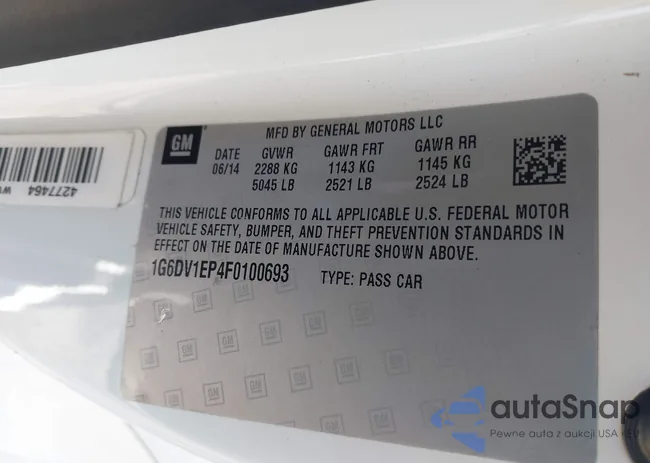 GM
MFD BY GENERAL MOTORS LLC
DATE GVWR GAWR FRT GAWR RR
06/14 2288 KG 1143 KG 1145 KG
5045 LB 2521 LB 2524 LB
THIS VEHICLE CONFORMS TO ALL APPLICABLE U.S. FEDERAL MOTOR
VEHICLE SAFETY, BUMPER, AND THEFT PREVENTION STANDARDS IN
EFFECT ON THE DATE OF MANUFACTURE SHOWN ABOVE.
1G6DV1EP4F0100693 TYPE: PASS CAR
4277464
autoSnap
Pewne auta z aukcji USA